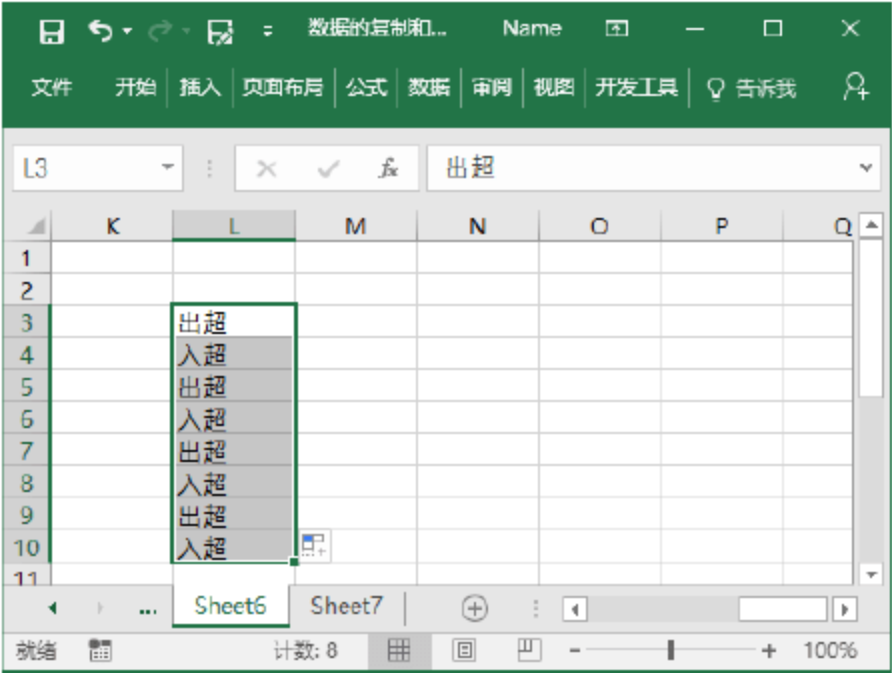 数据的复制和... Name
文件 开始 插入 页面布局 公式 数据 审阅 视图 开发工具 告诉我
L3 fx 出超
K L M N O P Q
1
2
3 出超
4 入超
5 出超
6 入超
7 出超
8 入超
9 出超
10 入超
11
... Sheet6 Sheet7
就绪 计数: 8 100%